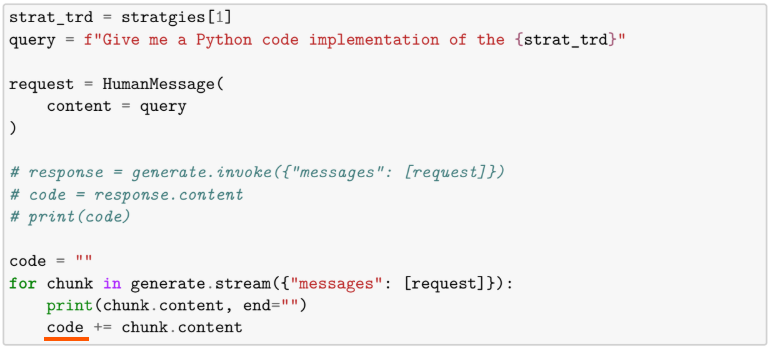 strat_trd = stratgies[1]
query = f"Give me a Python code implementation of the {strat_trd}"
request = HumanMessage(
    content = query
)
# response = generate.invoke({"messages": [request]})
# code = response.content
# print(code)
code = ""
for chunk in generate.stream({"messages": [request]}):
    print(chunk.content, end="")
    code += chunk.content